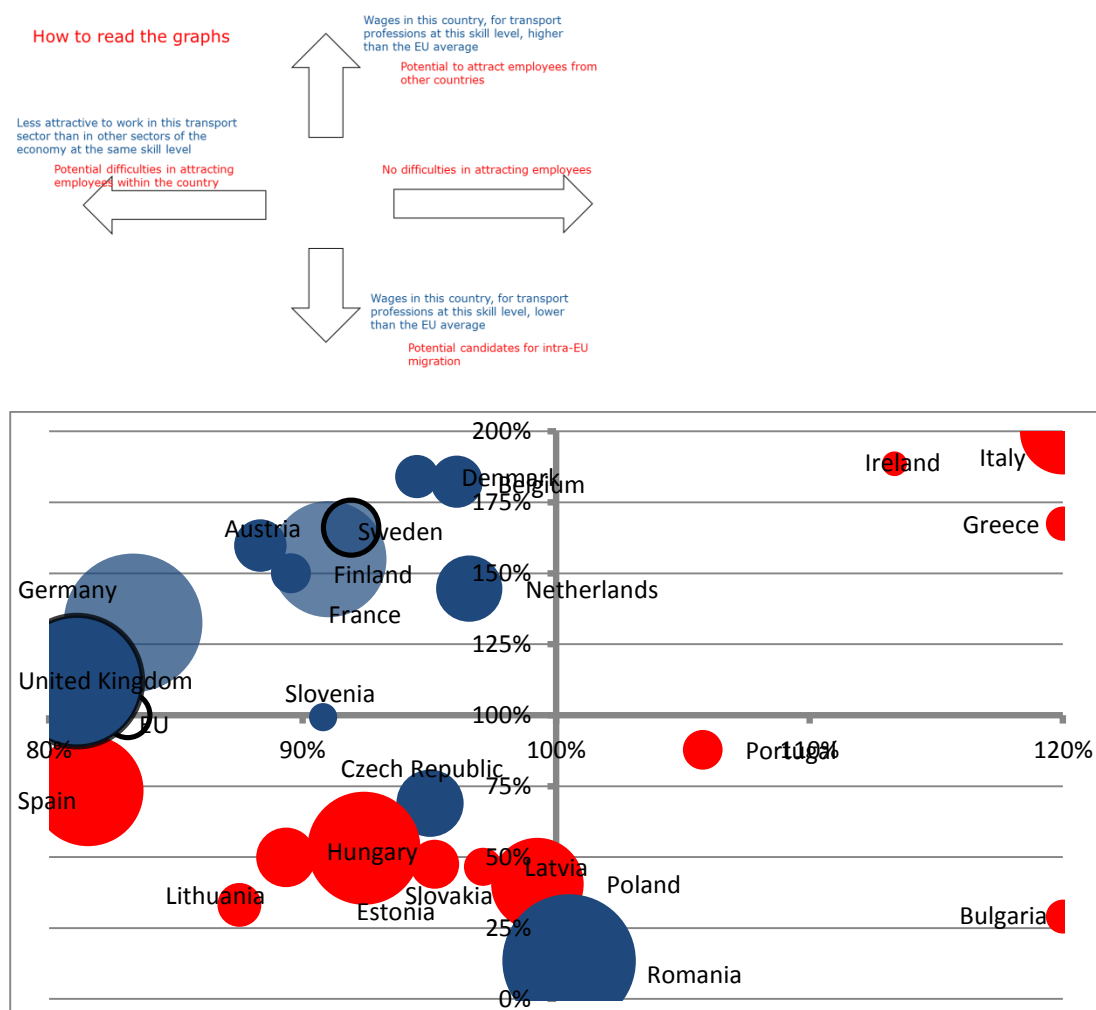 How to read the graphs
Wages in this country, for transport
professions at this skill level, higher
than the EU average
Potential to attract employees from
other countries
Less attractive to work in this transport
sector than in other sectors of the
economy at the same skill level
Potential difficulties in attracting
employees within the country
No difficulties in attracting employees
Wages in this country, for transport
professions at this skill level, lower
than the EU average
Potential candidates for intra-EU
migration
200%
Ireland
Italy
Denmark
Belgium
175%
Greece
Austria
Sweden
150%
Finland
Germany
Netherlands
France
125%
United Kingdom
Slovenia
100%
EU
80%
90%
100%
110%
120%
Portugal
Czech Republic
75%
Spain
Hungary
50%
Latvia
Poland
Lithuania
Slovakia
Estonia
Bulgaria
25%
Romania
0%